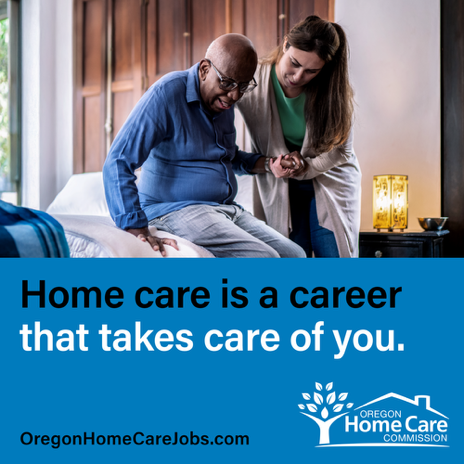 Home care is a career
that takes care of you.
OREGON
Home Care
COMMISSION
OregonHomeCareJobs.com